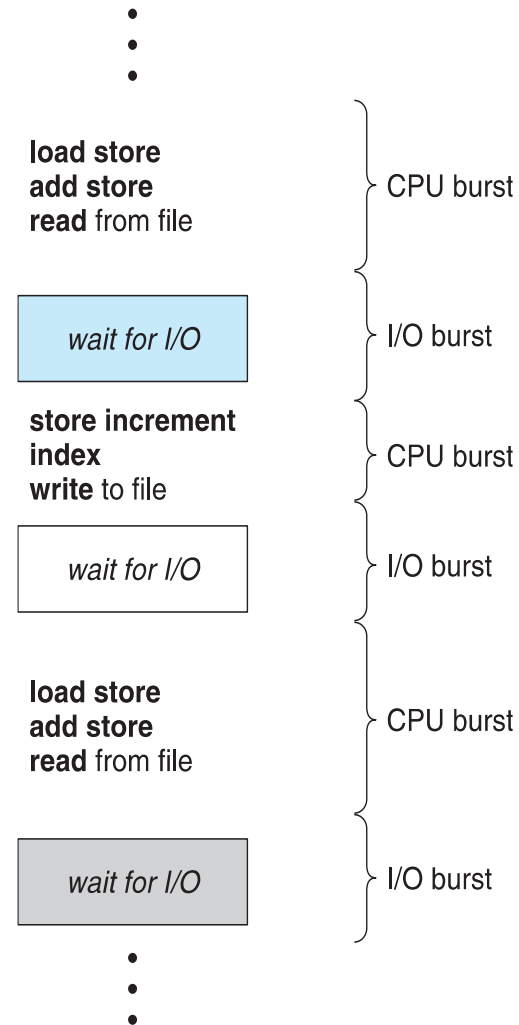 load store
add store
read from file
CPU burst
wait for I/O
I/O burst
store increment
index
write to file
CPU burst
wait for I/O
I/O burst
load store
add store
read from file
CPU burst
wait for I/O
I/O burst